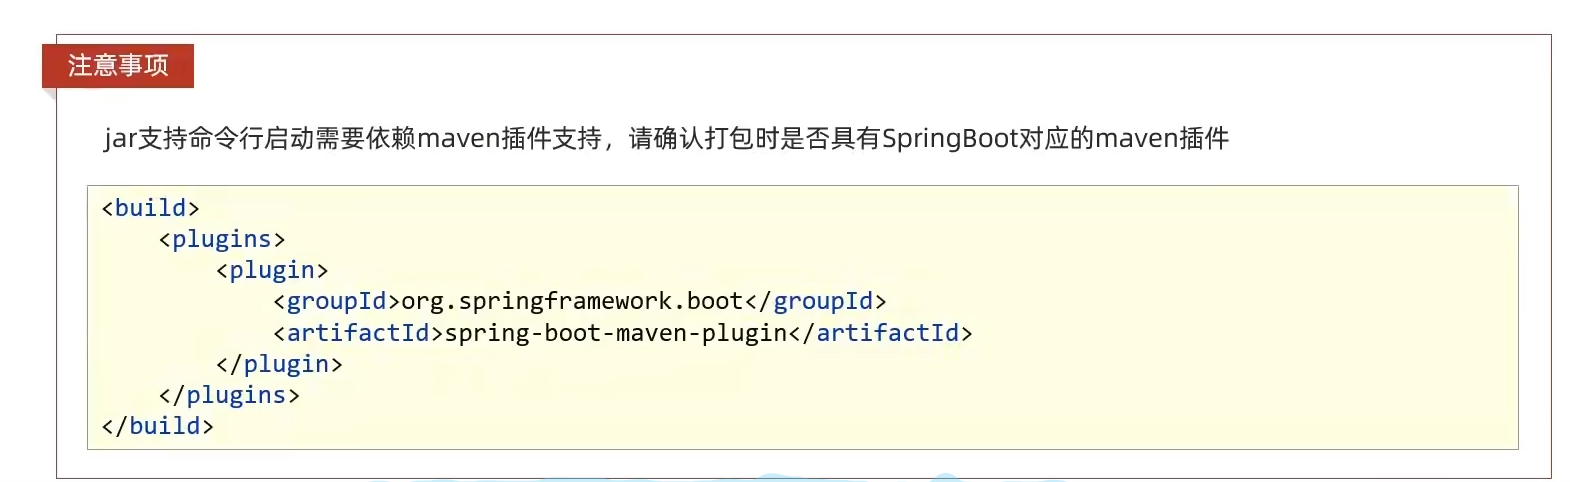 注意事项
jar支持命令行启动需要依赖maven插件支持，请确认打包时是否具有SpringBoot对应的maven插件
<build>
    <plugins>
        <plugin>
            <groupId>org.springframework.boot</groupId>
            <artifactId>spring-boot-maven-plugin</artifactId>
        </plugin>
    </plugins>
</build>